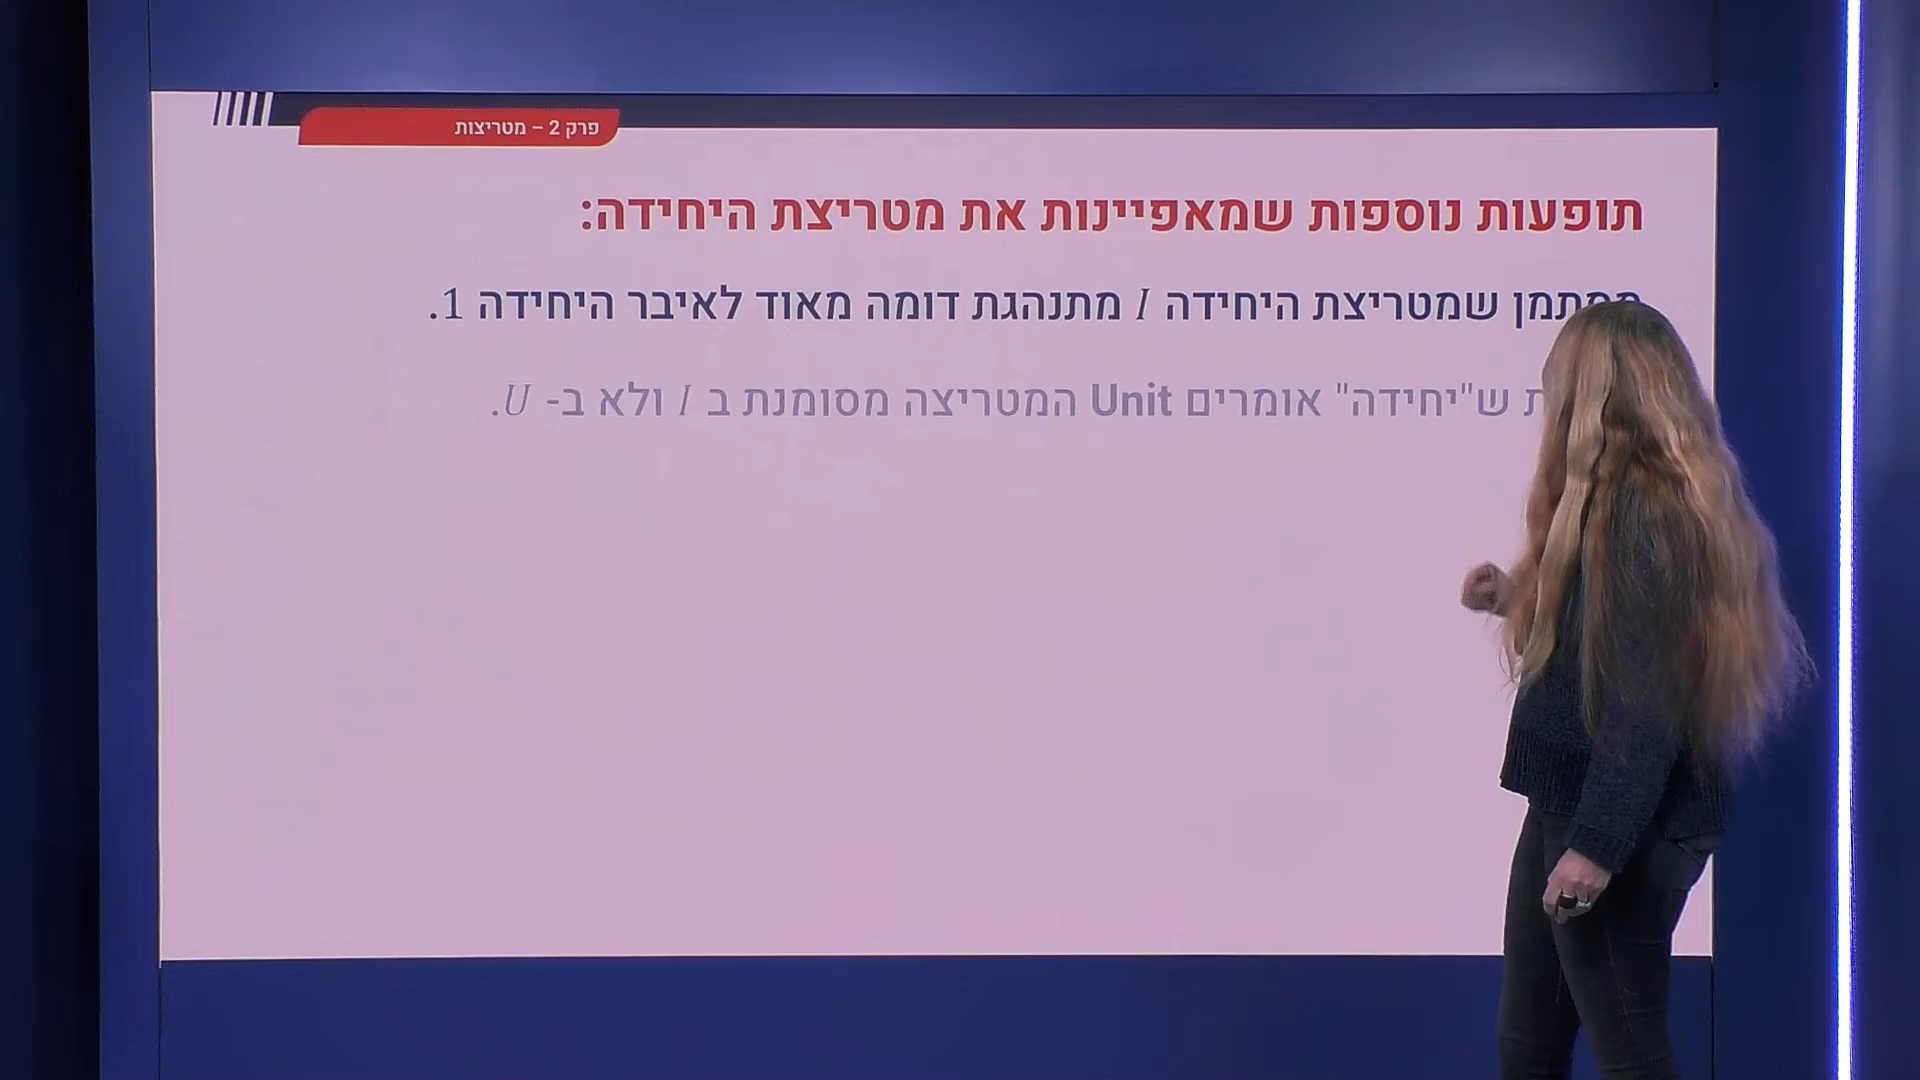 פרק 2 – מטריצות
תופעות נוספות שמאפיינות את מטריצת היחידה:
שמטריצת היחידה I מתנהגת דומה מאוד לאיבר היחידה 1.
ש"יחידה" אומרים Unit המטריצה מסומנת ב I ולא ב- U.